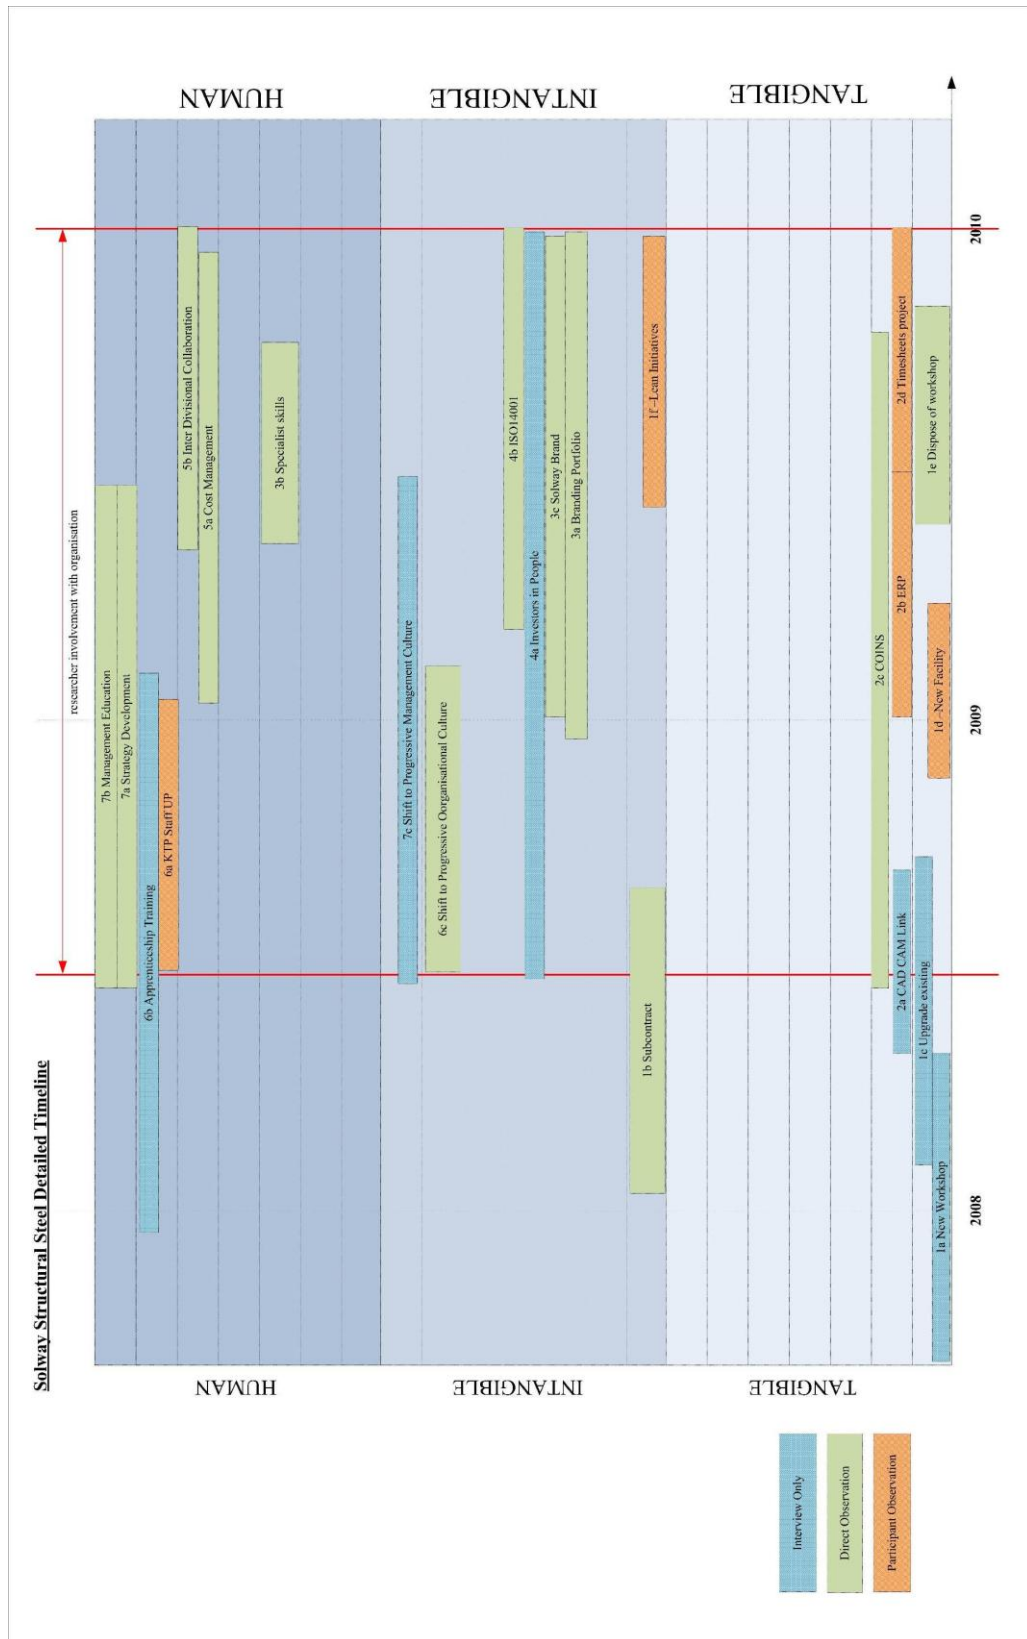 Solway Structural Steel Detailed Timeline
researcher involvement with organisation
HUMAN
HUMAN
7b Management Education
7a Strategy Development
6b Apprenticeship Training
6a KTP Staff UP
5b Inter Divisional Collaboration
5a Cost Management
3b Specialist skills
INTANGIBLE
INTANGIBLE
7c Shift to Progressive Management Culture
6c Shift to Progressive Oorganisational Culture
4b ISO14001
4a Investors in People
3c Solway Brand
3a Branding Portfolio
1b Subcontract
1f –Lean Initiatives
TANGIBLE
TANGIBLE
2c COINS
2a CAD CAM Link
2b ERP
2d Timesheets project
1c Upgrade existing
1e Dispose of workshop
1a New Workshop
1d –New Facility
2008
2009
2010
Interview Only
Direct Observation
Participant Observation